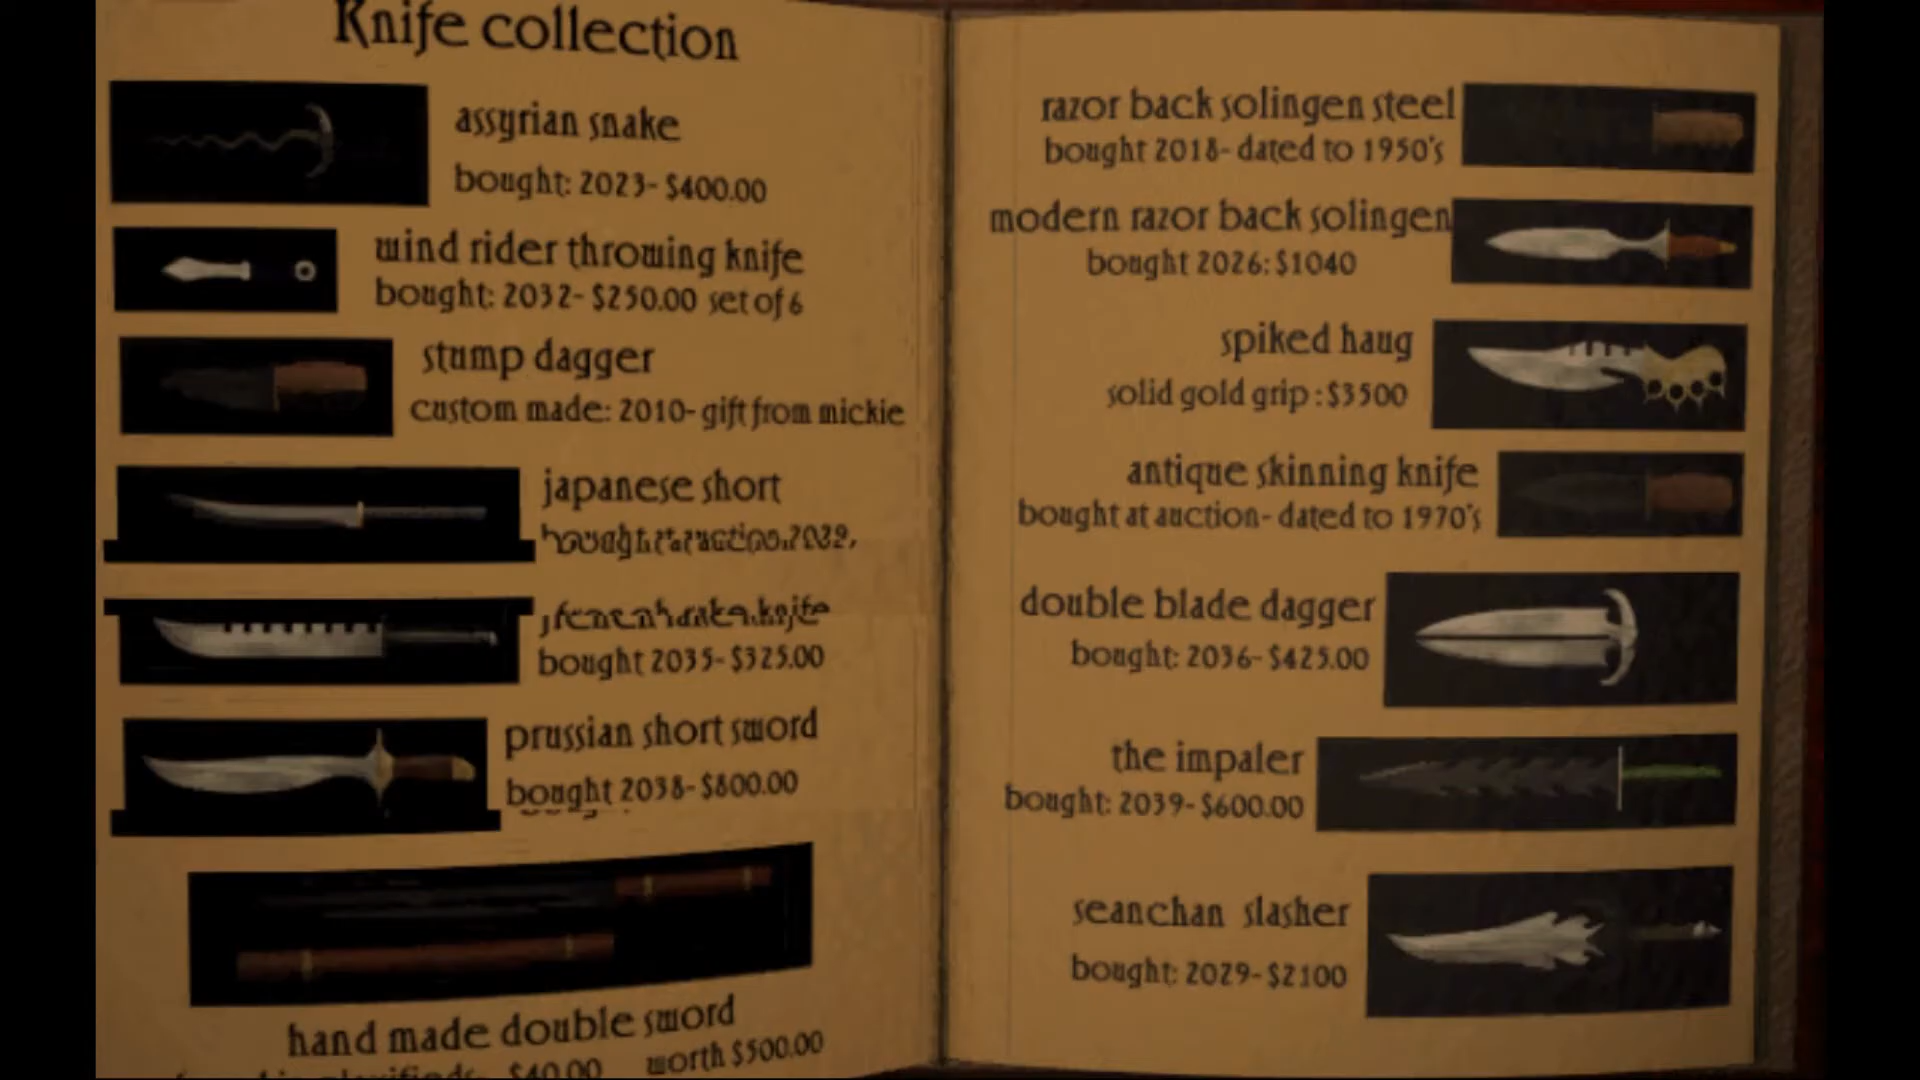 Knife collection
assyrian snake
bought: 2023- $400.00
wind rider throwing knife
bought: 2032- $250.00 set of 6
stump dagger
custom made: 2010- gift from mickie
japanese short
bought at auction
knife
bought 2035- $325.00
prussian short sword
bought 2038- $800.00
hand made double sword
$40.00 worth $500.00
razor back solingen steel
bought 2018- dated to 1950's
modern razor back solingen
bought 2026: $1040
spiked haug
solid gold grip : $3500
antique skinning knife
bought at auction- dated to 1970's
double blade dagger
bought: 2036- $425.00
the impaler
bought: 2039- $600.00
seanchan slasher
bought: 2029- $2100